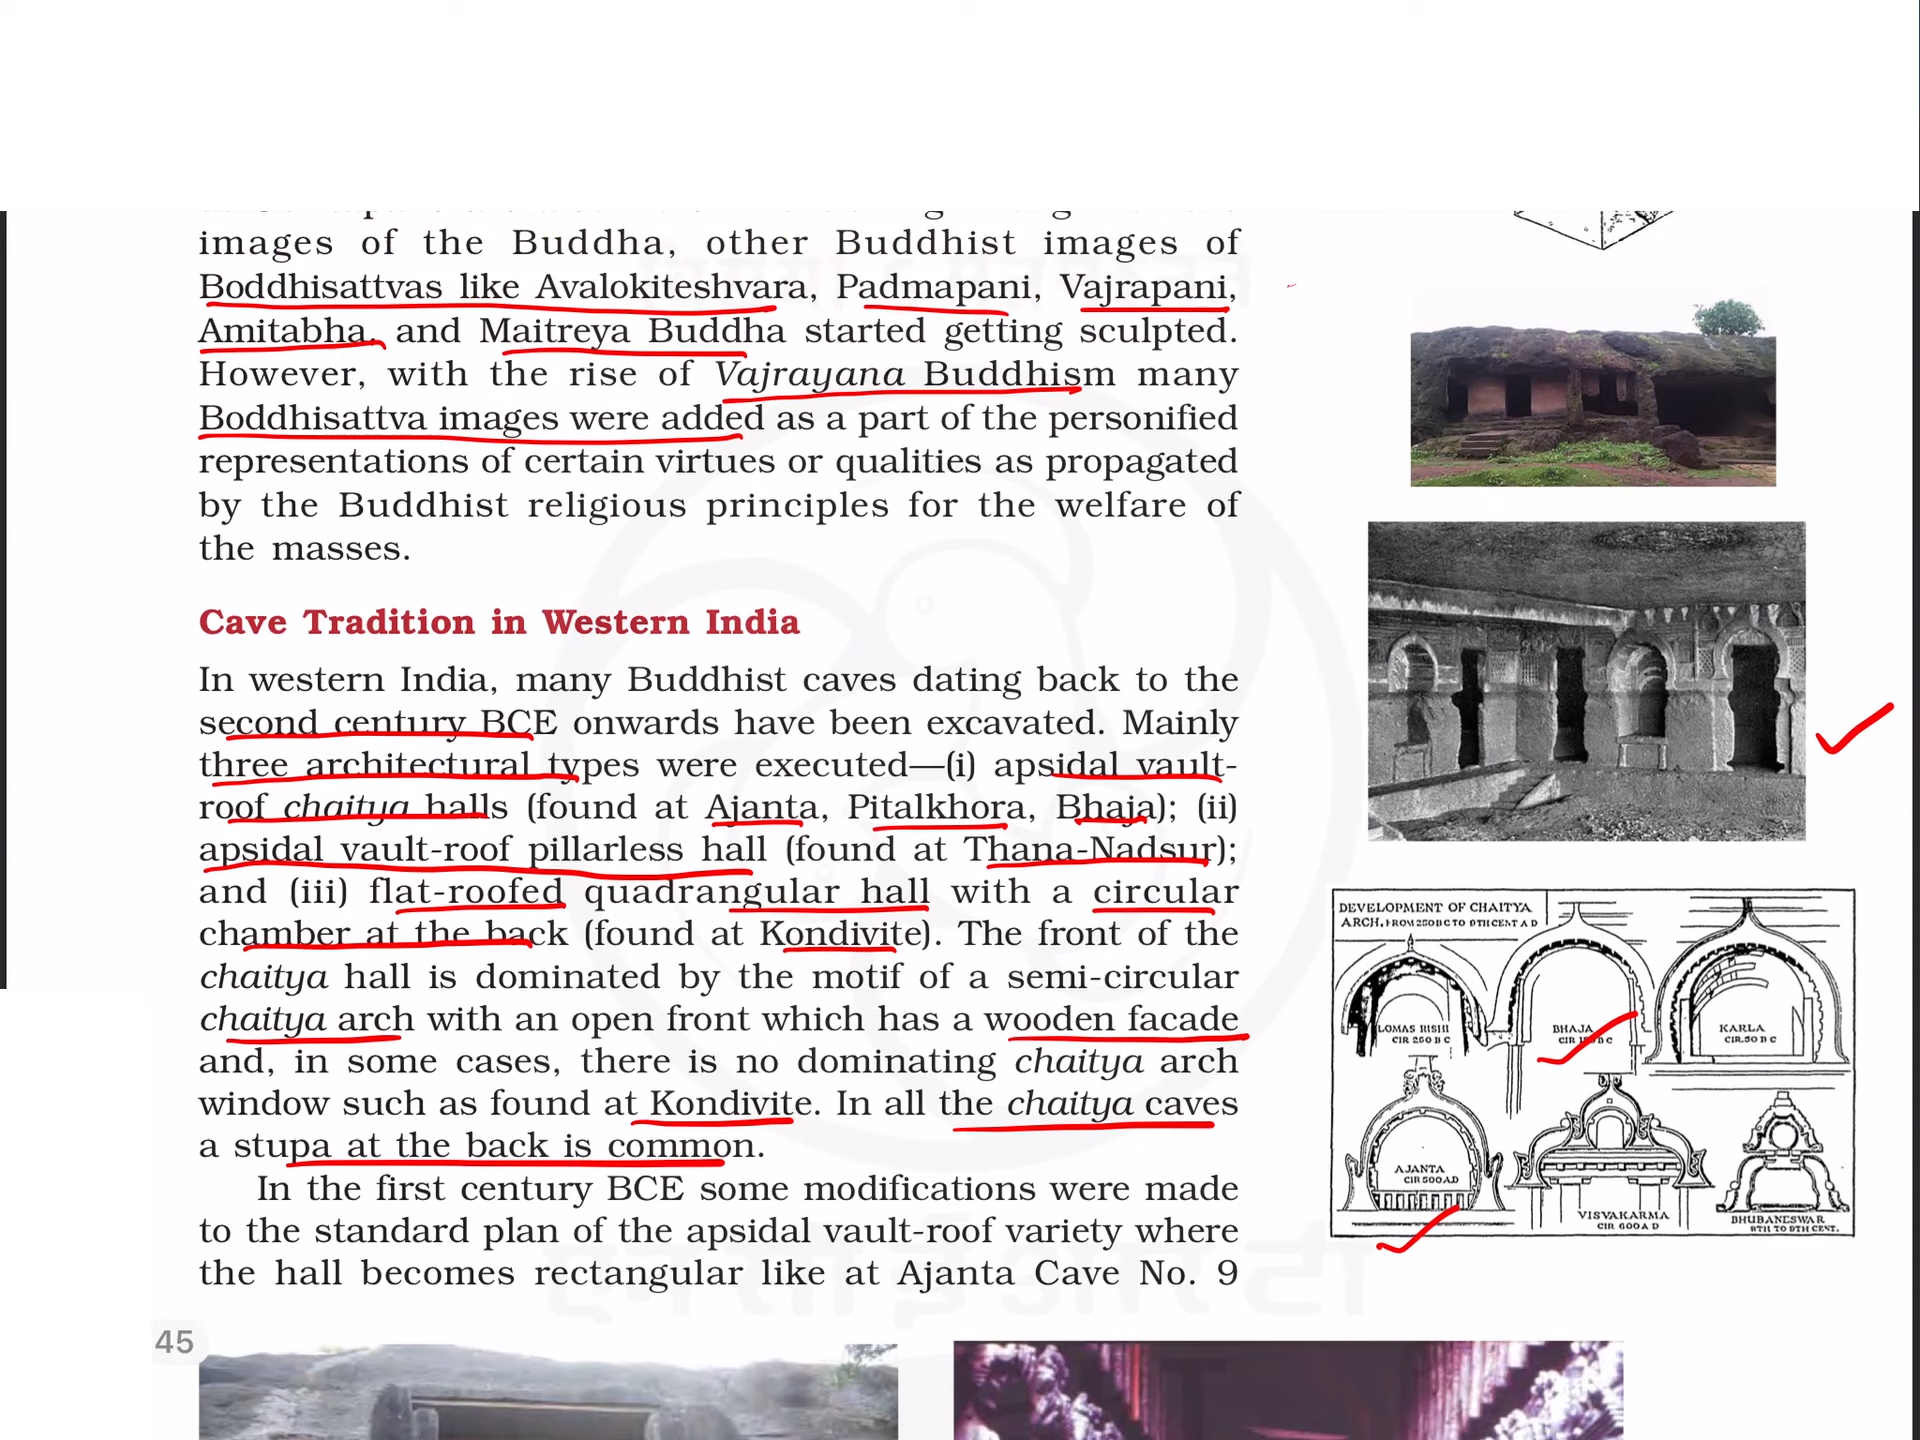 images of the Buddha, other Buddhist images of
Boddhisattvas like Avalokiteshvara, Padmapani, Vajrapani,
Amitabha, and Maitreya Buddha started getting sculpted.
However, with the rise of Vajrayana Buddhism many
Boddhisattva images were added as a part of the personified
representations of certain virtues or qualities as propagated
by the Buddhist religious principles for the welfare of
the masses.
Cave Tradition in Western India
In western India, many Buddhist caves dating back to the
second century BCE onwards have been excavated. Mainly
three architectural types were executed—(i) apsidal vault-
roof chaitya halls (found at Ajanta, Pitalkhora, Bhaja); (ii)
apsidal vault-roof pillarless hall (found at Thana-Nadsur);
and (iii) flat-roofed quadrangular hall with a circular
chamber at the back (found at Kondivite). The front of the
chaitya hall is dominated by the motif of a semi-circular
chaitya arch with an open front which has a wooden facade
and, in some cases, there is no dominating chaitya arch
window such as found at Kondivite. In all the chaitya caves
a stupa at the back is common.
In the first century BCE some modifications were made
to the standard plan of the apsidal vault-roof variety where
the hall becomes rectangular like at Ajanta Cave No. 9
45
DEVELOPMENT OF CHAITYA
ARCH, FROM 250 B C TO 9TH CENT A D
LOMAS RISHI
CIR 250 B C
BHAJA
CIR B C
KARLA
CIR. 50 B C
AJANTA
CIR 500 A.D
VISVAKARMA
CIR 600 A D
BHUBANESWAR
8TH TO 9TH CENT.